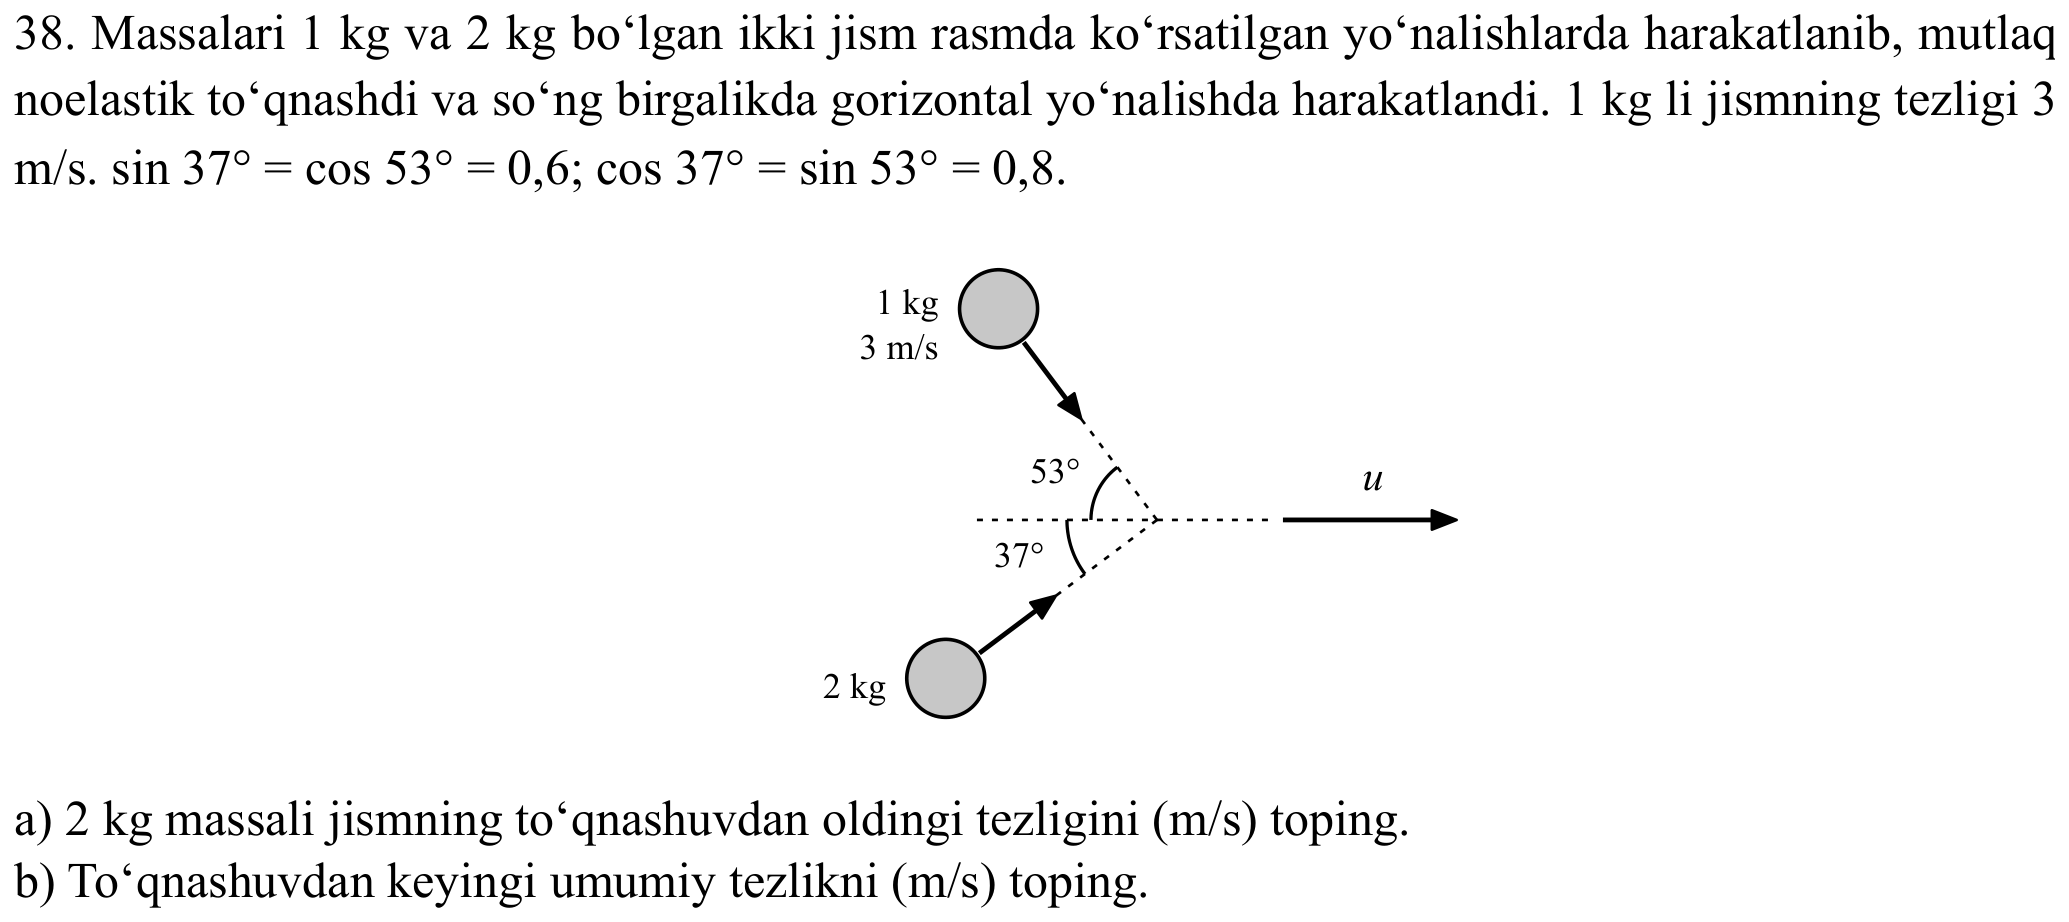 38. Massalari 1 kg va 2 kg bo‘lgan ikki jism rasmda ko‘rsatilgan yo‘nalishlarda harakatlanib, mutlaq
noelastik to‘qnashdi va so‘ng birgalikda gorizontal yo‘nalishda harakatlandi. 1 kg li jismning tezligi 3
m/s. sin 37° = cos 53° = 0,6; cos 37° = sin 53° = 0,8.
1 kg
3 m/s
53°
u
37°
2 kg
a) 2 kg massali jismning to‘qnashuvdan oldingi tezligini (m/s) toping.
b) To‘qnashuvdan keyingi umumiy tezlikni (m/s) toping.